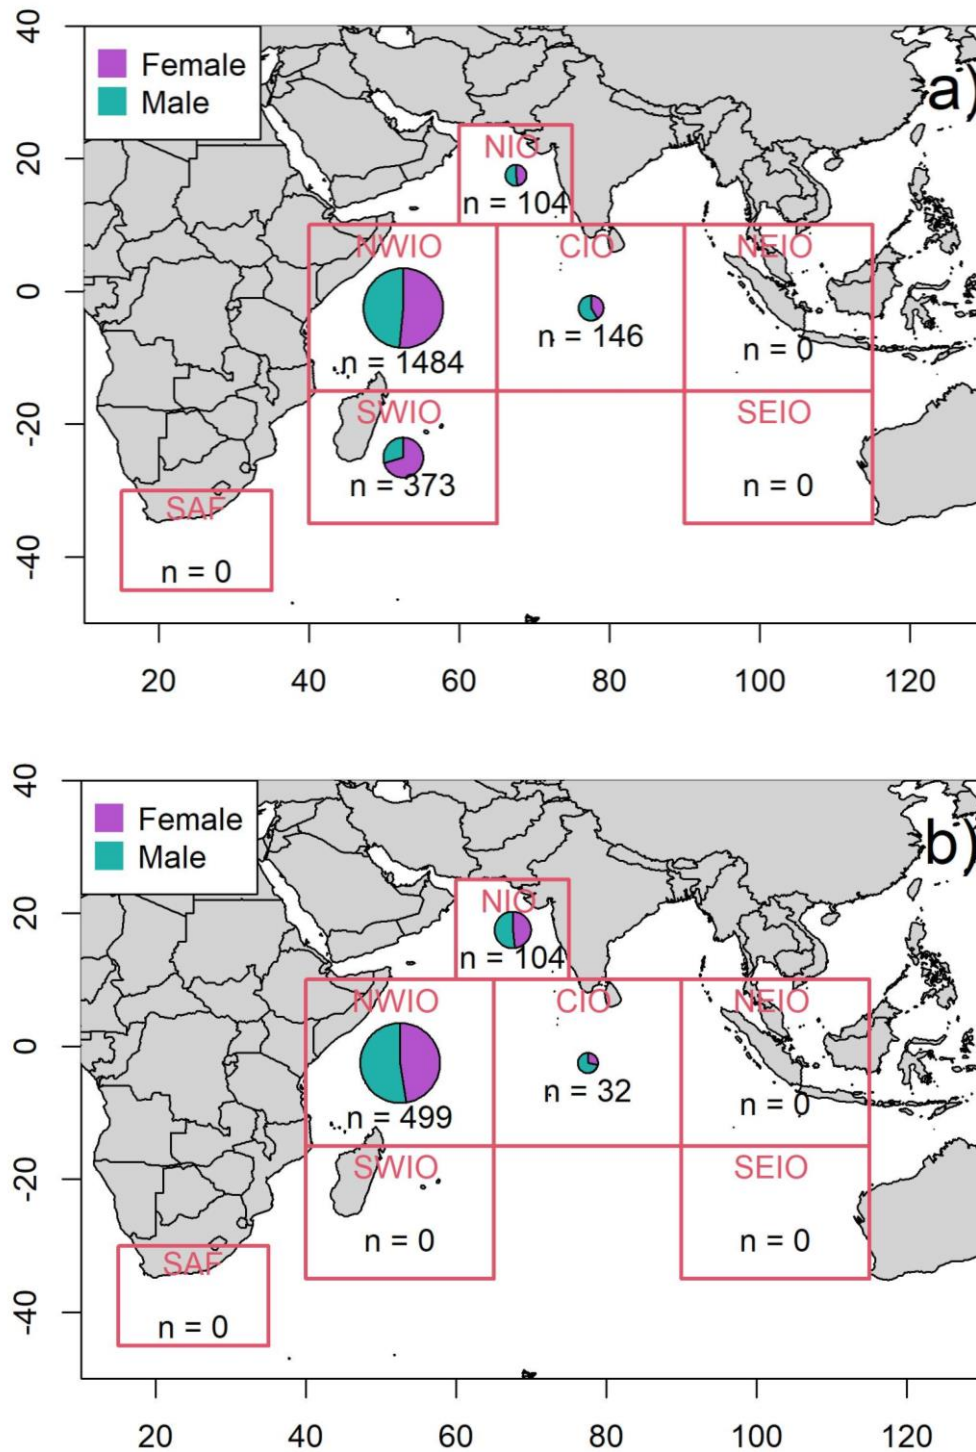 40
Female
Male
a)
20
NIO
n = 104
NWIO
CIO
NEIO
0
n = 1484
n = 146
n = 0
-20
SWIO
SEIO
n = 373
n = 0
SAF
-40
n = 0
20
40
60
80
100
120
40
Female
Male
b)
20
NIO
n = 104
NWIO
CIO
NEIO
0
n = 499
n = 32
n = 0
-20
SWIO
SEIO
n = 0
n = 0
SAF
-40
n = 0
20
40
60
80
100
120